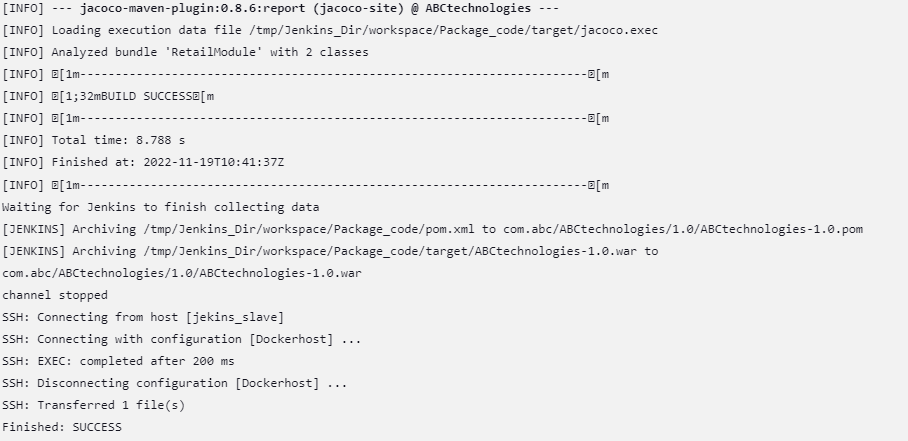 [INFO] --- jacoco-maven-plugin:0.8.6:report (jacoco-site) @ ABCtechnologies ---
[INFO] Loading execution data file /tmp/Jenkins_Dir/workspace/Package_code/target/jacoco.exec
[INFO] Analyzed bundle 'RetailModule' with 2 classes
[INFO] ␛[1m------------------------------------------------------------------------␛[m
[INFO] ␛[1;32mBUILD SUCCESS␛[m
[INFO] ␛[1m------------------------------------------------------------------------␛[m
[INFO] Total time: 8.788 s
[INFO] Finished at: 2022-11-19T10:41:37Z
[INFO] ␛[1m------------------------------------------------------------------------␛[m
Waiting for Jenkins to finish collecting data
[JENKINS] Archiving /tmp/Jenkins_Dir/workspace/Package_code/pom.xml to com.abc/ABCtechnologies/1.0/ABCtechnologies-1.0.pom
[JENKINS] Archiving /tmp/Jenkins_Dir/workspace/Package_code/target/ABCtechnologies-1.0.war to
com.abc/ABCtechnologies/1.0/ABCtechnologies-1.0.war
channel stopped
SSH: Connecting from host [jekins_slave]
SSH: Connecting with configuration [Dockerhost] ...
SSH: EXEC: completed after 200 ms
SSH: Disconnecting configuration [Dockerhost] ...
SSH: Transferred 1 file(s)
Finished: SUCCESS